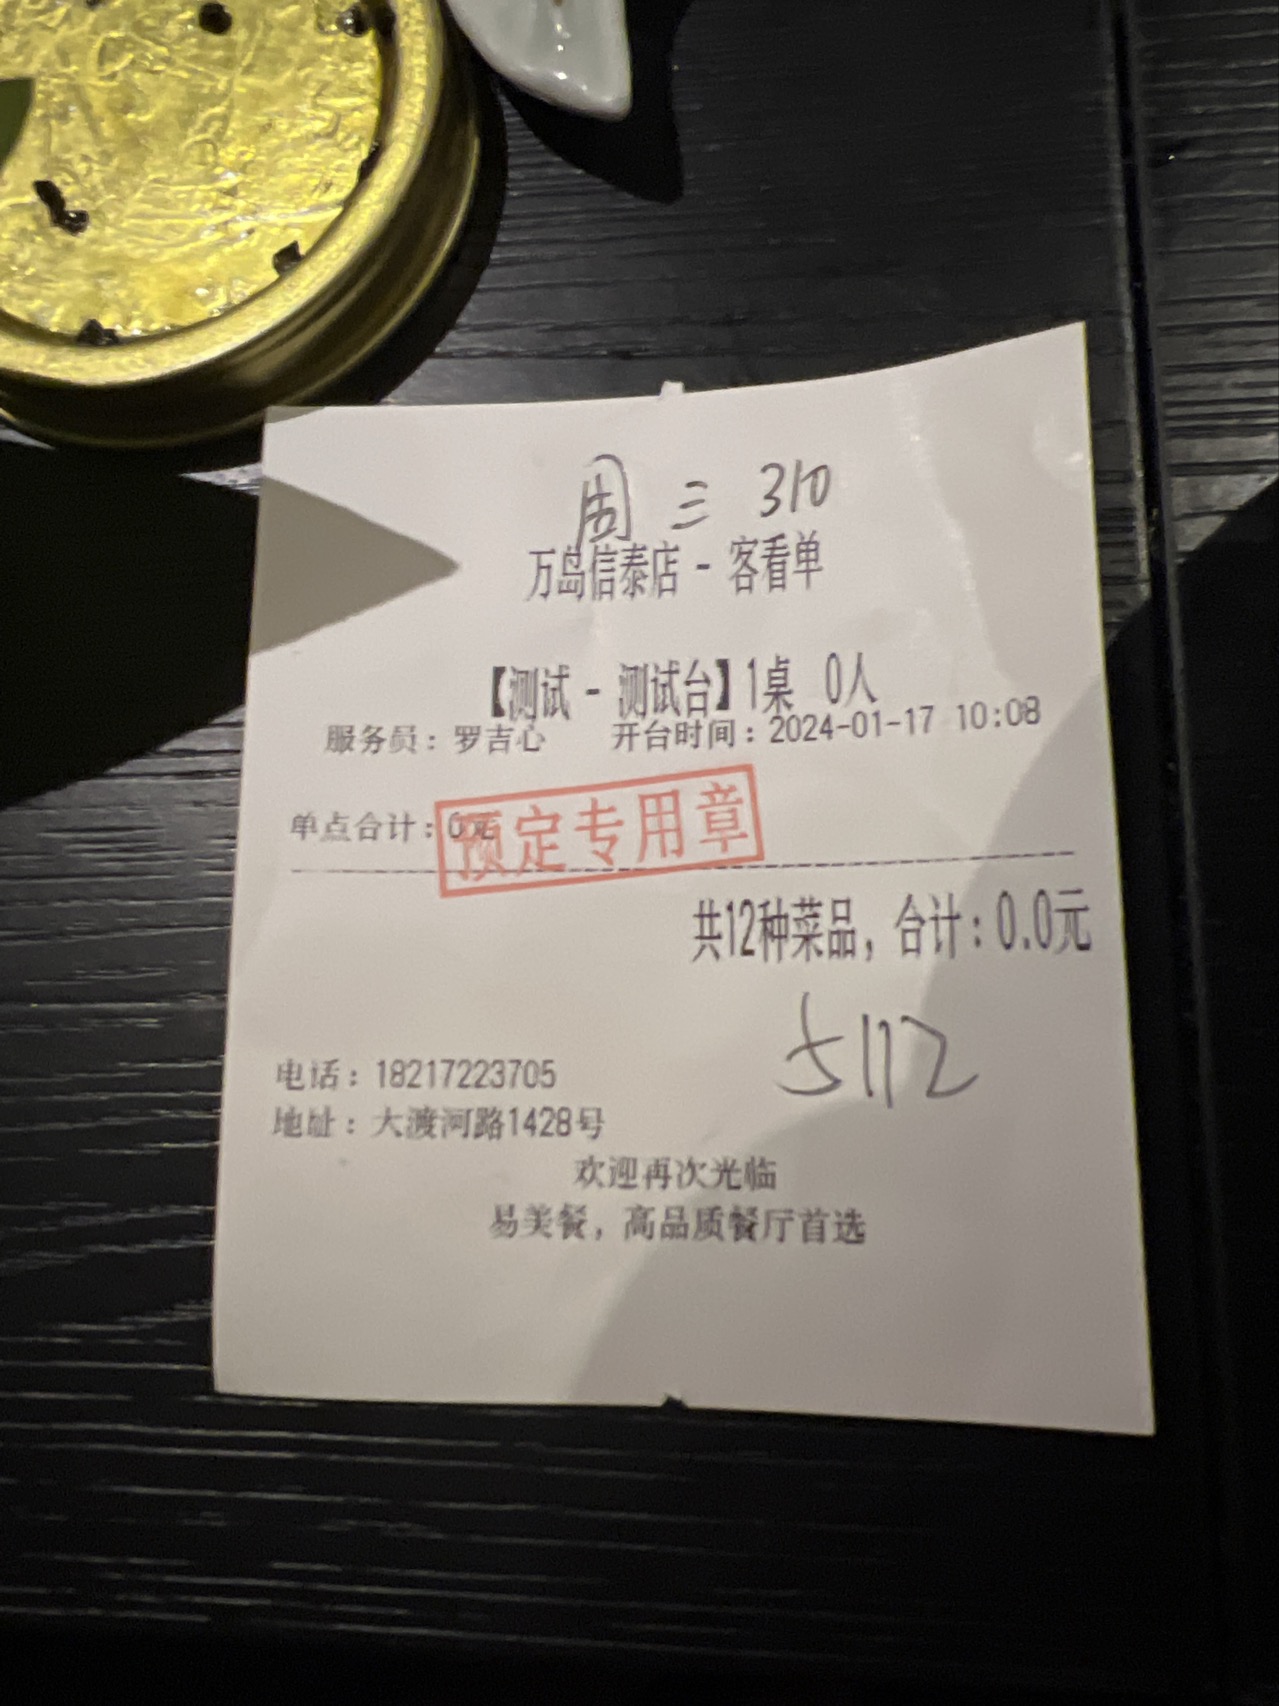 周三 310
万岛信泰店 - 客看单
【测试 - 测试台】1桌 0人
服务员：罗吉心 开台时间：2024-01-17 10:08
单点合计：0元
预定专用章
共12种菜品，合计：0.0元
5112
电话：18217223705
地址：大渡河路1428号
欢迎再次光临
易美餐，高品质餐厅首选